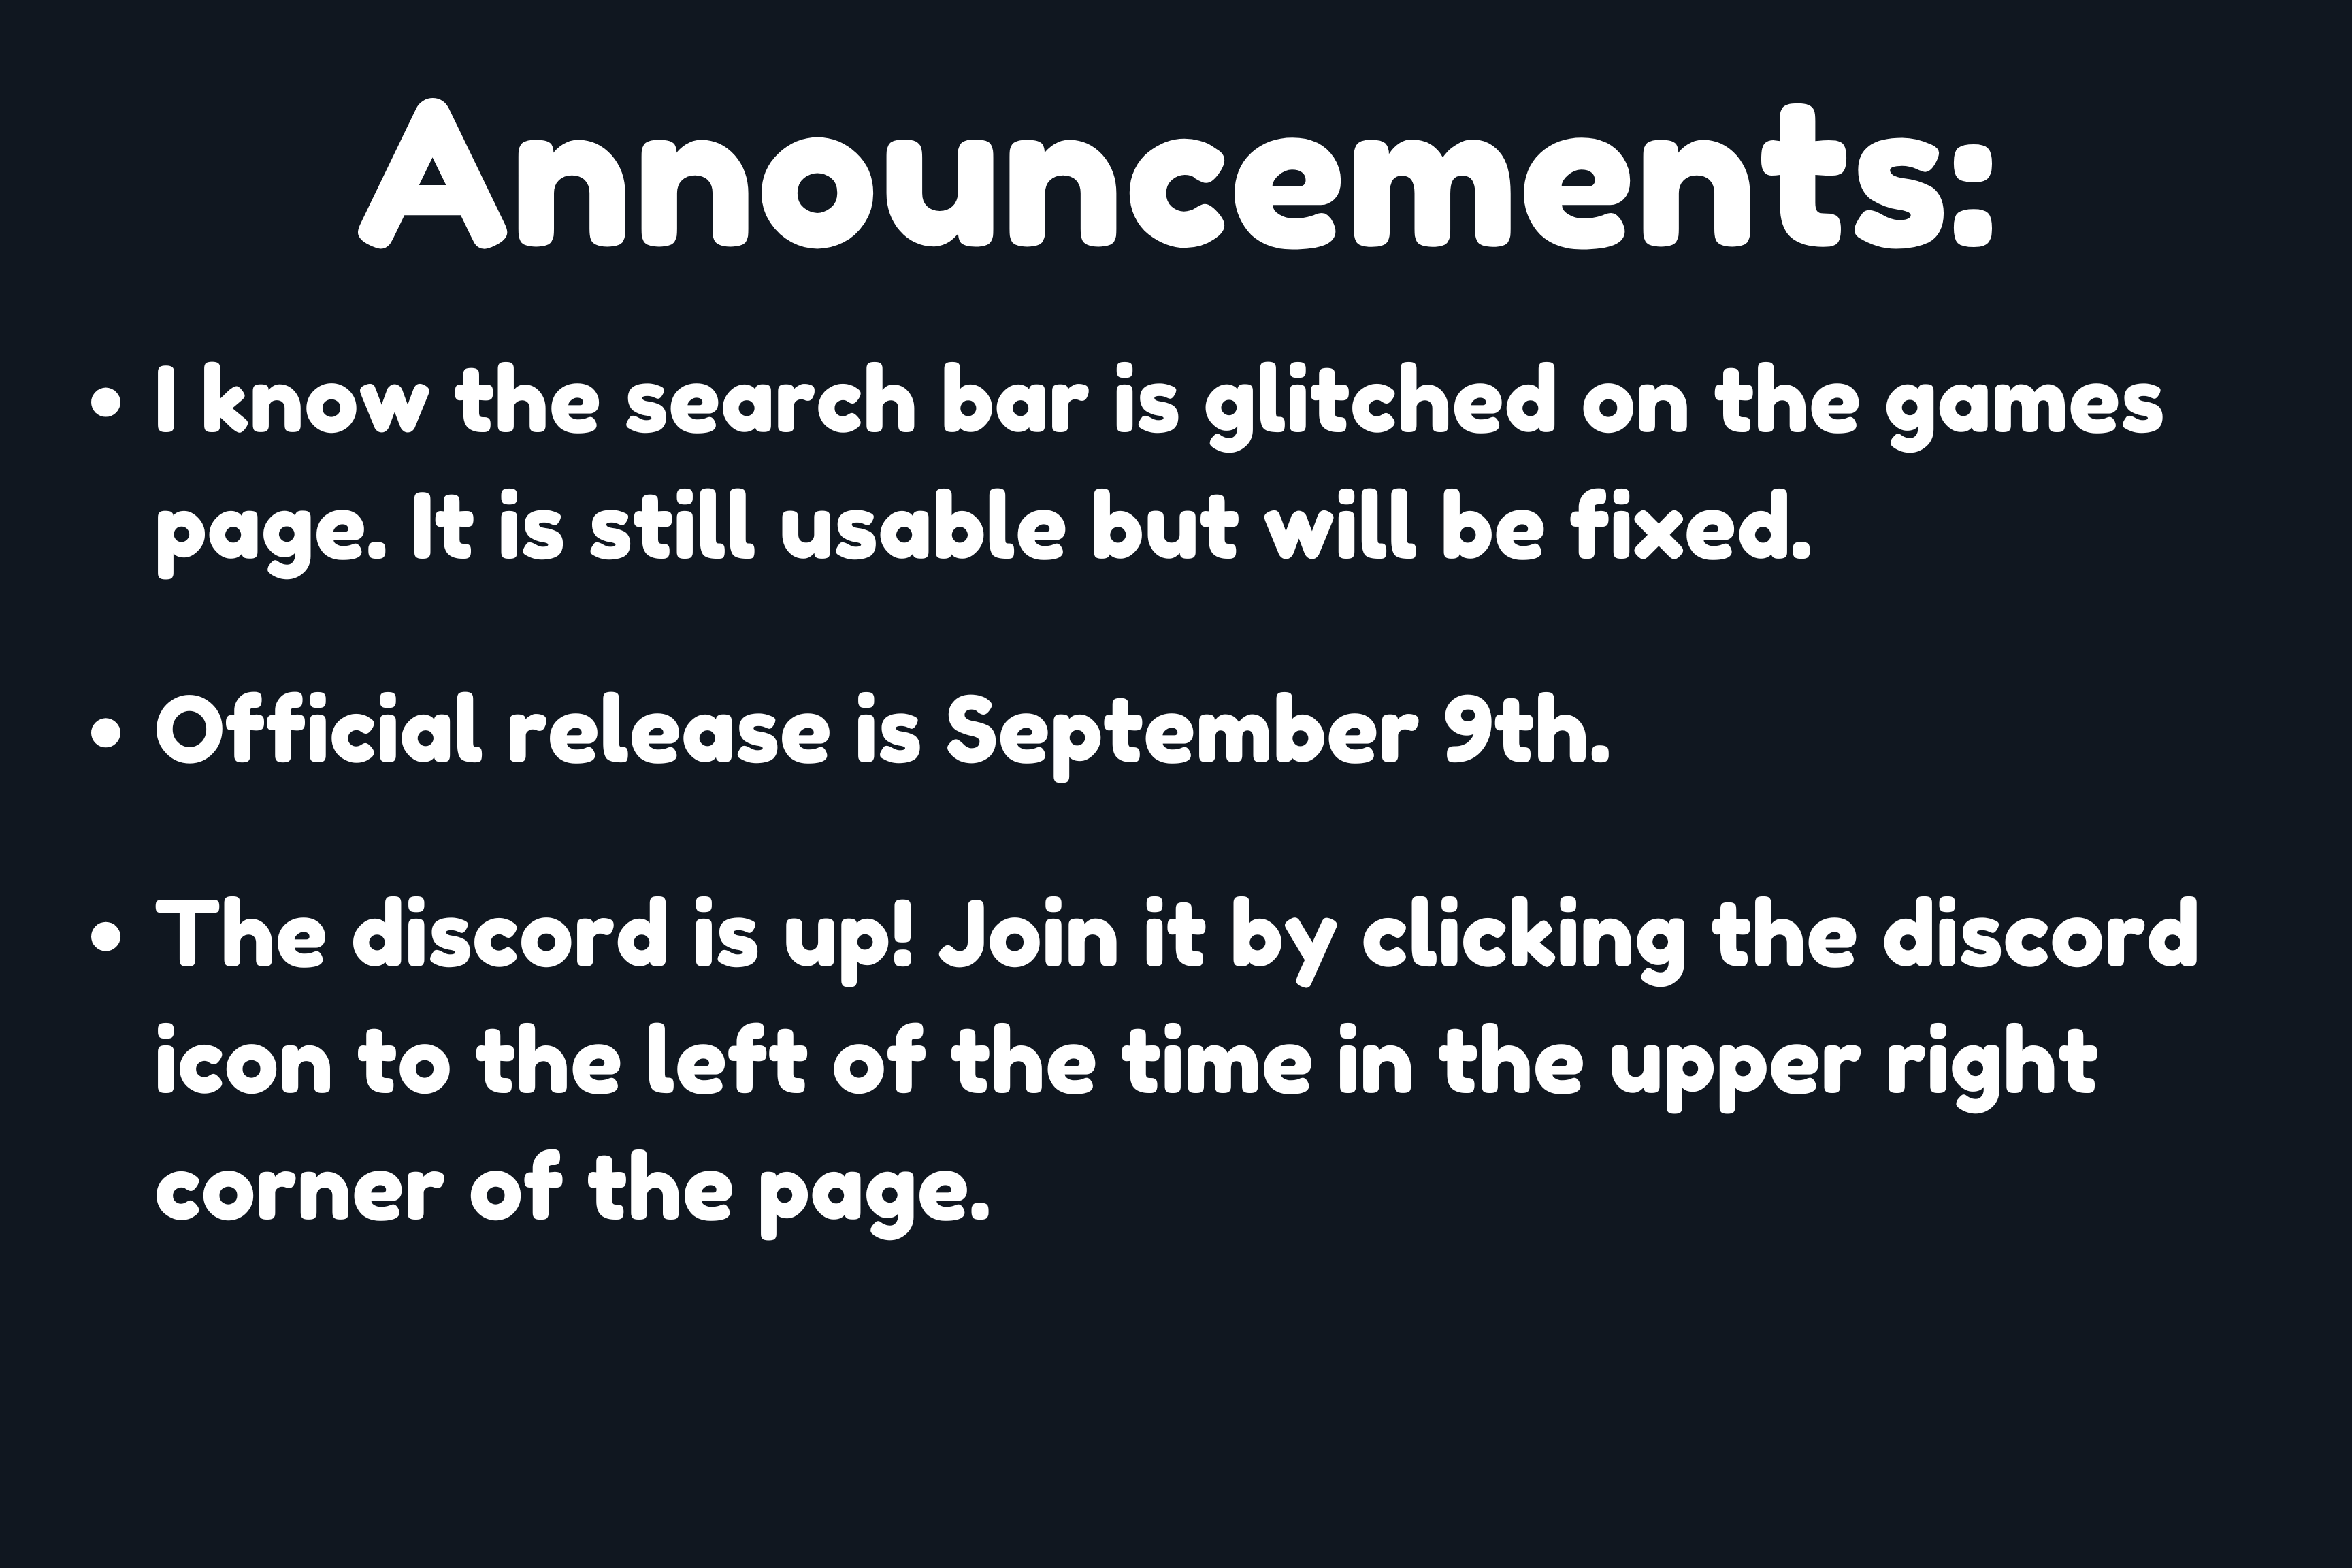 Announcements:
• I know the search bar is glitched on the games
page. It is still usable but will be fixed.
• Official release is September 9th.
• The discord is up! Join it by clicking the discord
icon to the left of the time in the upper right
corner of the page.